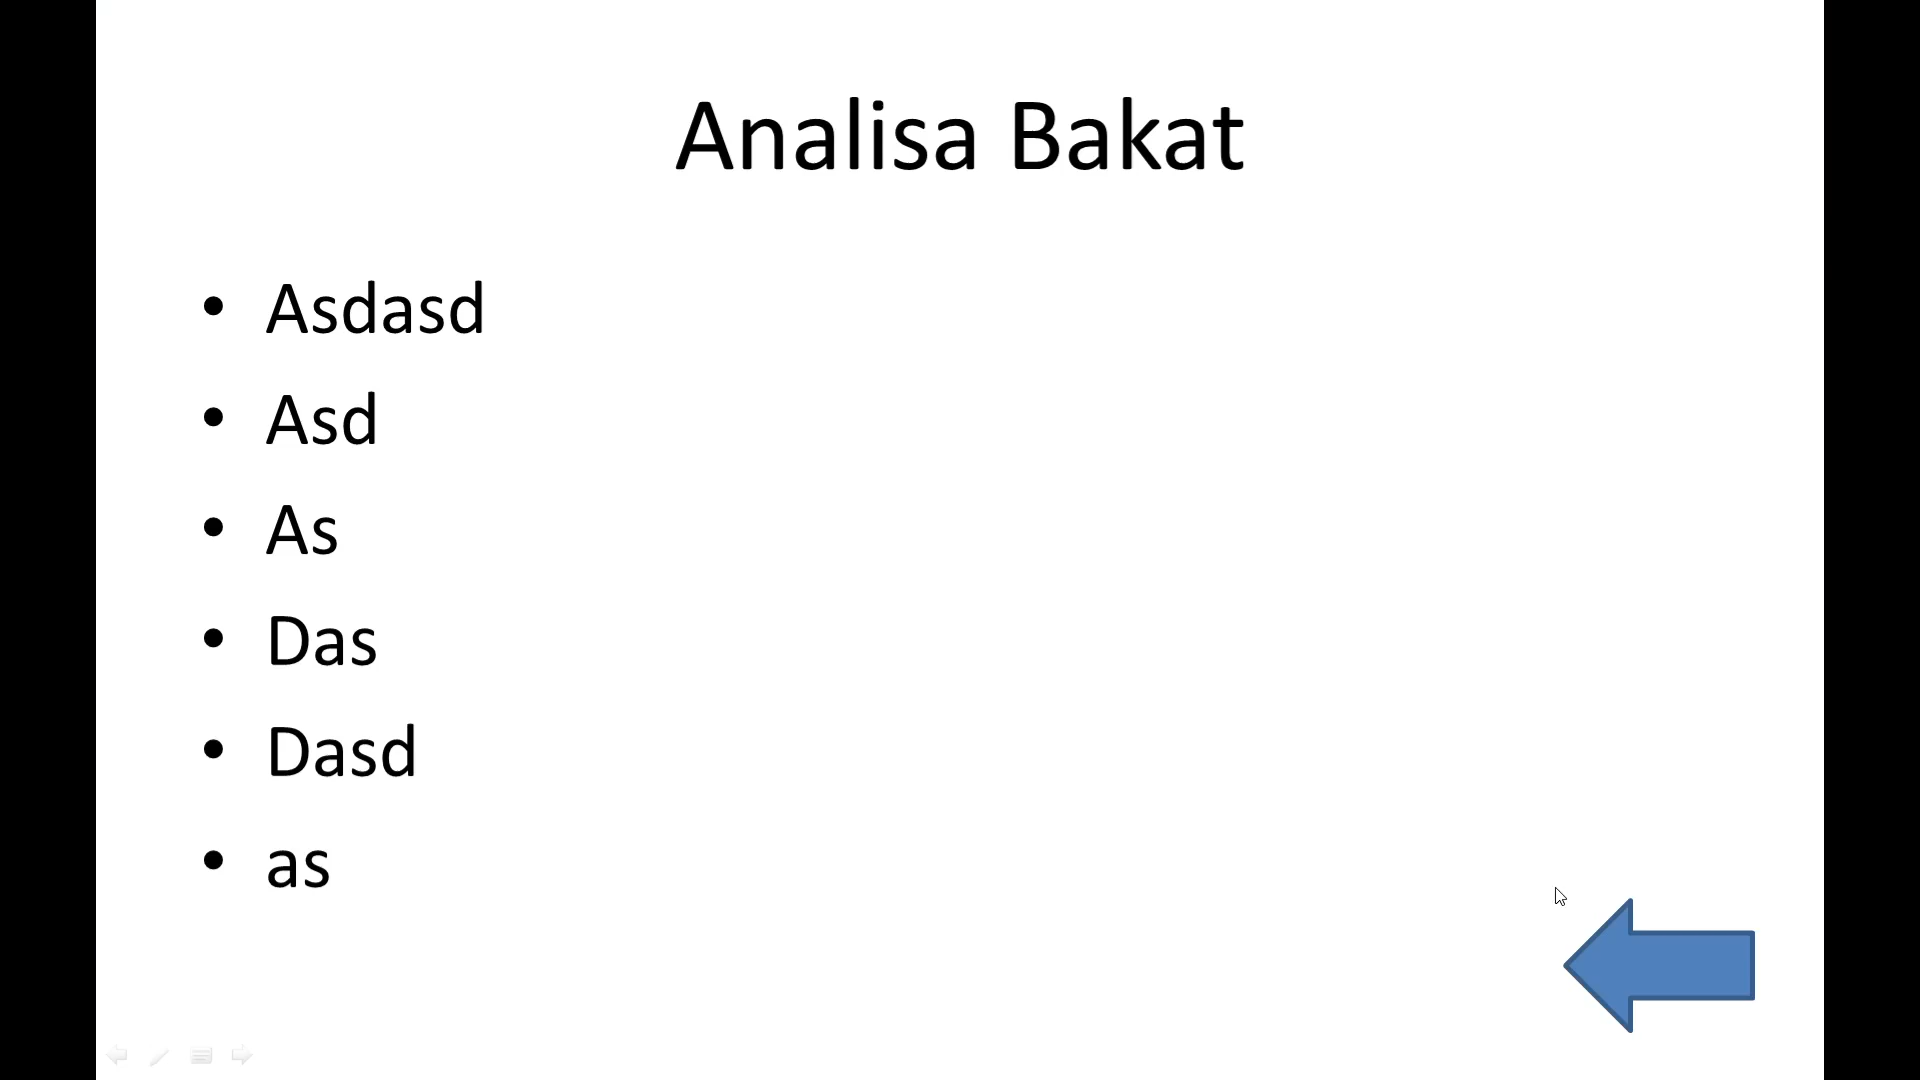 Analisa Bakat
• Asdasd
• Asd
• As
• Das
• Dasd
• as